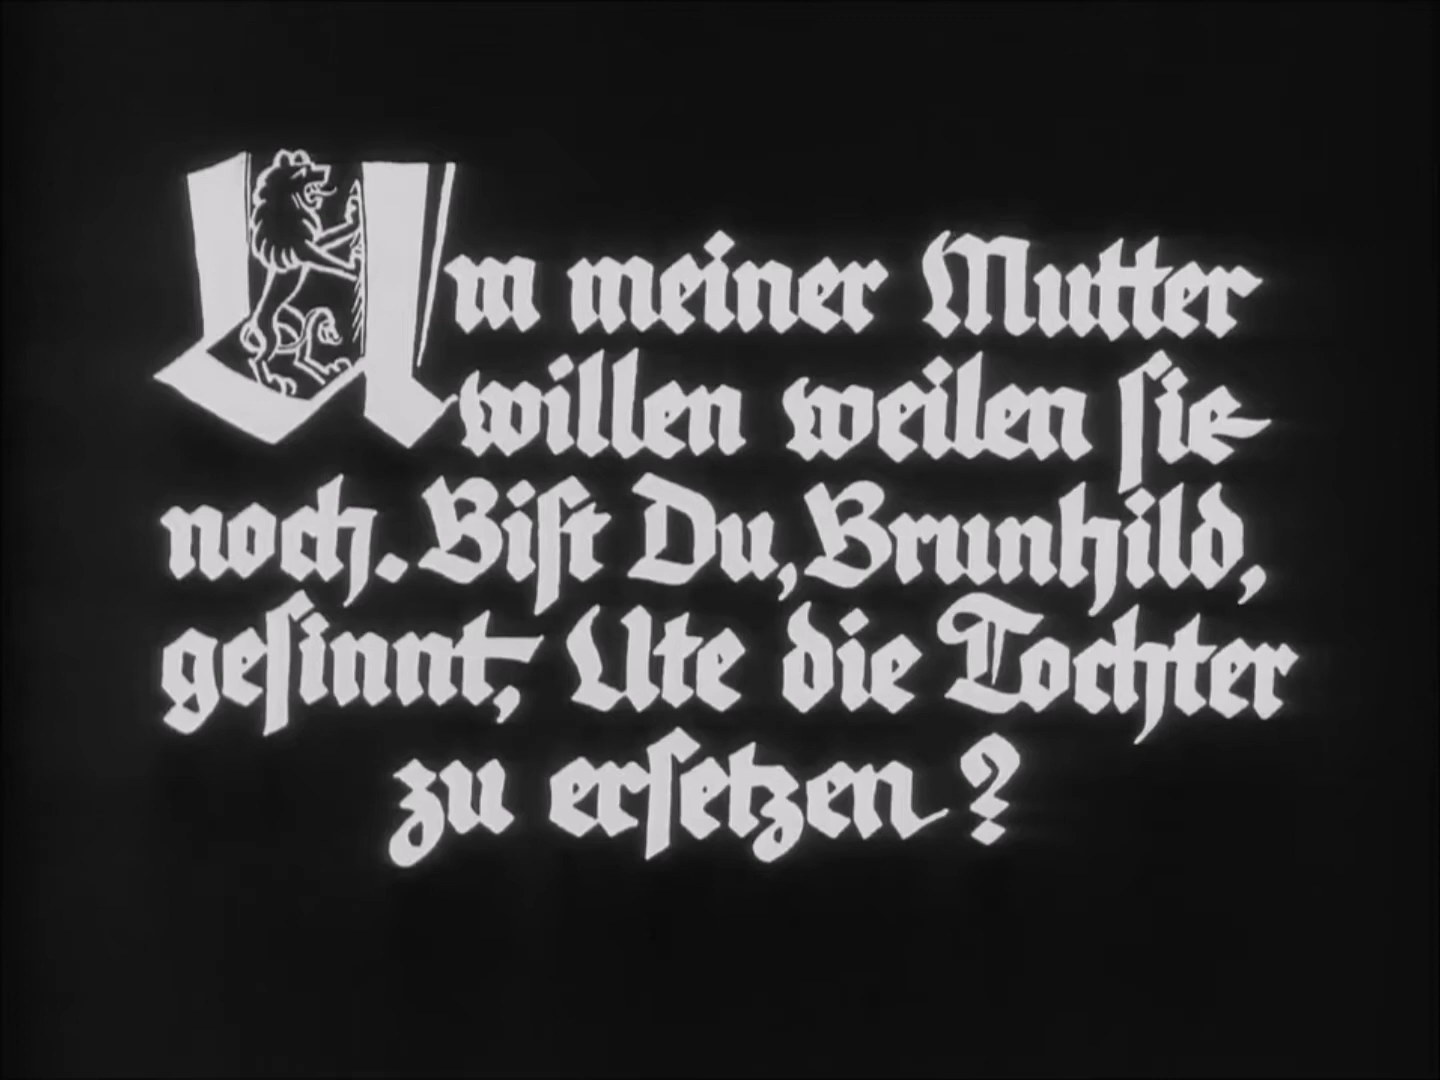 Um meiner Mutter
willen weilen sie
noch. Bist Du, Brunhild,
gesinnt, Ute die Tochter
zu ersetzen?